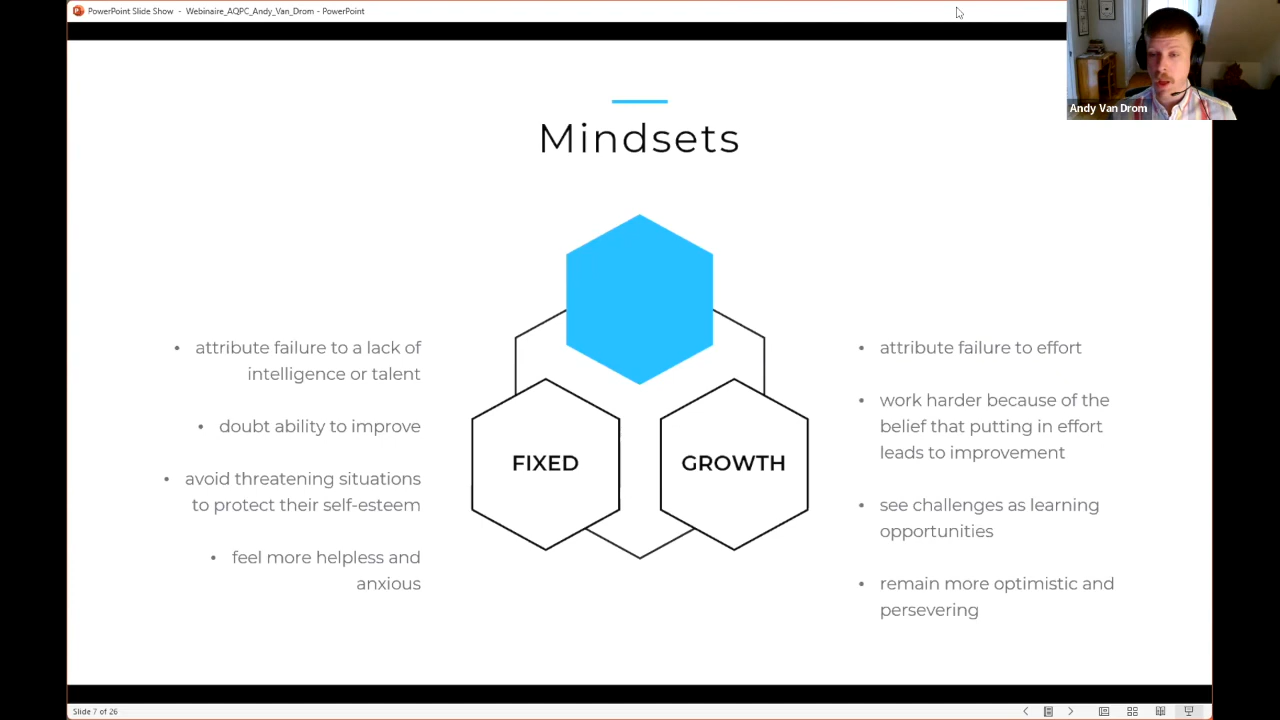 PowerPoint Slide Show - Webinaire_AQPC_Andy_Van_Drom - PowerPoint
Andy Van Drom
Mindsets
• attribute failure to a lack of
intelligence or talent
• doubt ability to improve
• avoid threatening situations
to protect their self-esteem
• feel more helpless and
anxious
FIXED
GROWTH
• attribute failure to effort
• work harder because of the
belief that putting in effort
leads to improvement
• see challenges as learning
opportunities
• remain more optimistic and
persevering
Slide 7 of 26